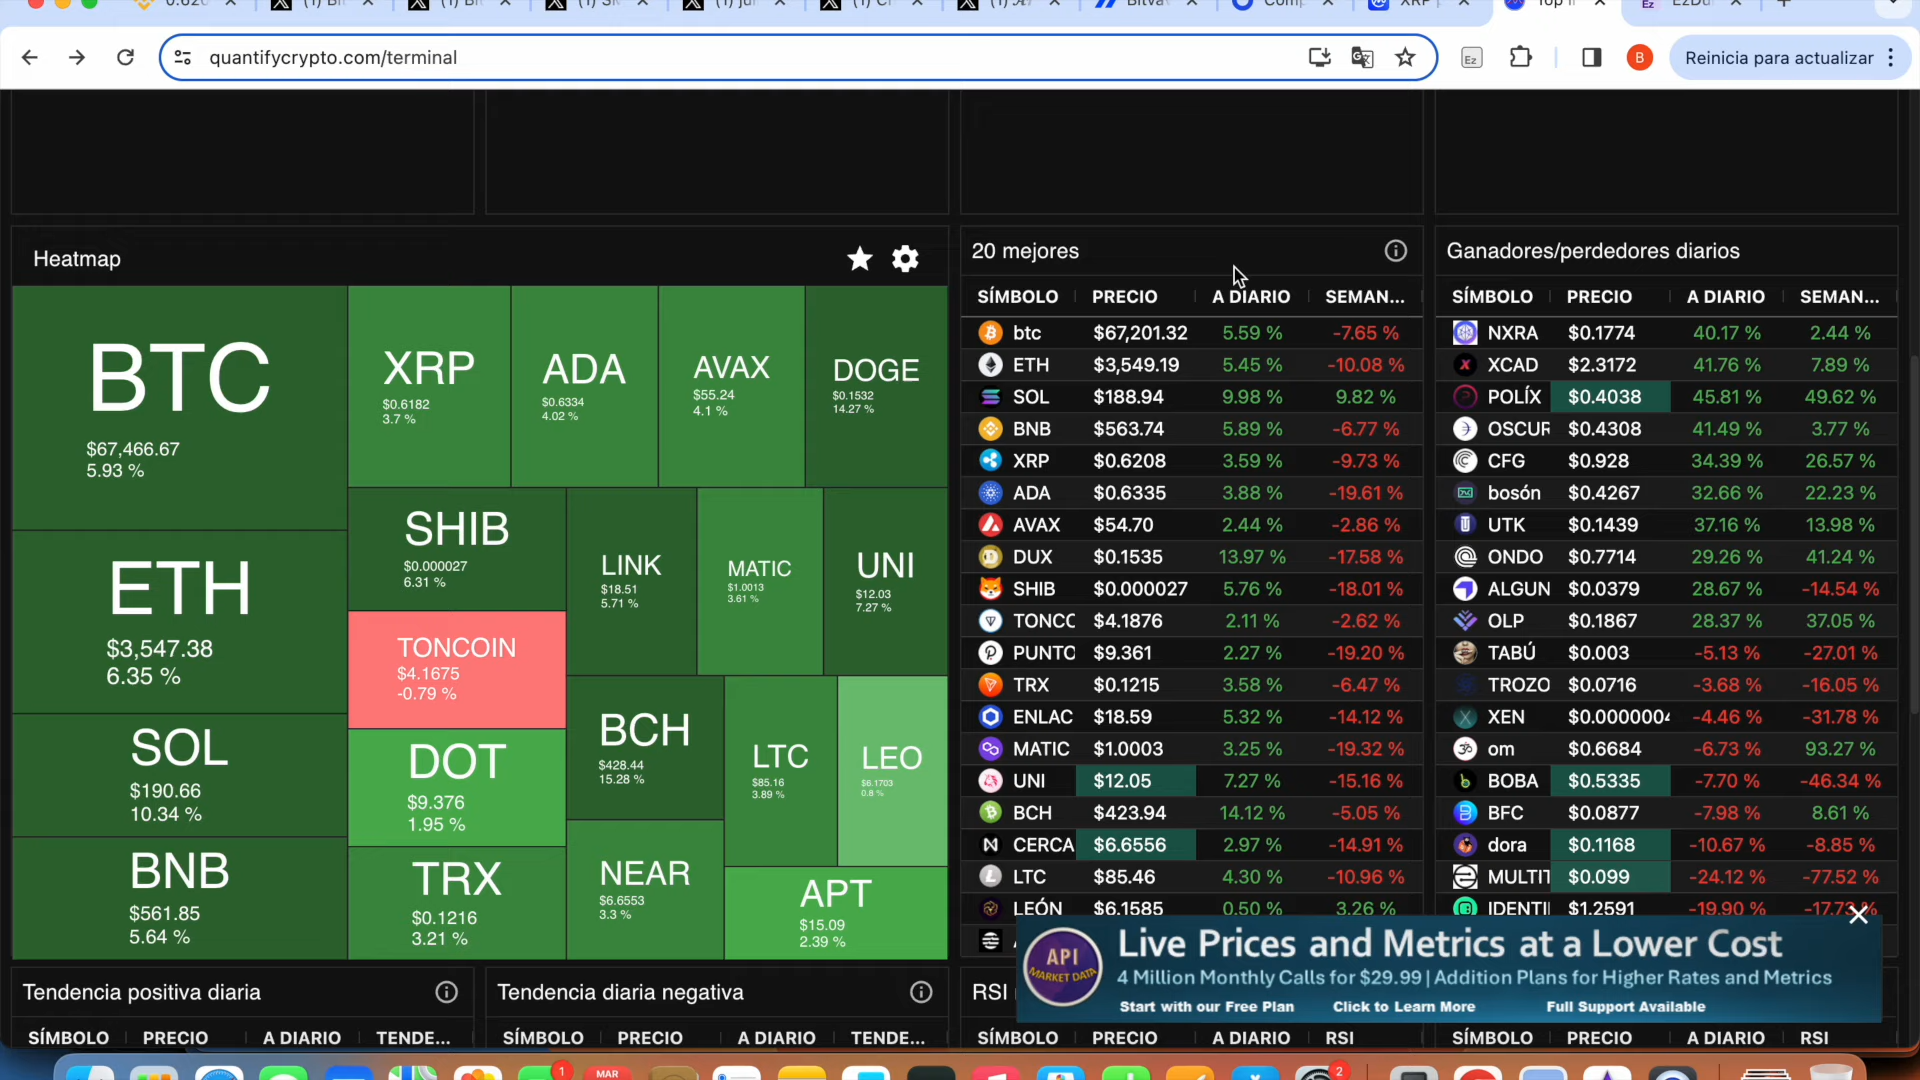 quantifycrypto.com/terminal
Ez
B
Reinicia para actualizar
Heatmap
BTC
$67,466.67
5.93 %
ETH
$3,547.38
6.35 %
SOL
$190.66
10.34 %
BNB
$561.85
5.64 %
XRP
$0.6182
3.7 %
ADA
$0.6334
4.02 %
AVAX
$55.24
4.1 %
DOGE
$0.1532
14.27 %
SHIB
$0.000027
6.31 %
LINK
$18.51
5.71 %
MATIC
$1.0013
3.61 %
UNI
$12.03
7.27 %
TONCOIN
$4.1675
-0.79 %
DOT
$9.376
1.95 %
TRX
$0.1216
3.21 %
BCH
$428.44
15.28 %
LTC
$85.16
3.89 %
LEO
$6.1703
0.8 %
NEAR
$6.6553
3.3 %
APT
$15.09
2.39 %
20 mejores
SÍMBOLO PRECIO A DIARIO SEMAN...
btc $67,201.32 5.59 % -7.65 %
ETH $3,549.19 5.45 % -10.08 %
SOL $188.94 9.98 % 9.82 %
BNB $563.74 5.89 % -6.77 %
XRP $0.6208 3.59 % -9.73 %
ADA $0.6335 3.88 % -19.61 %
AVAX $54.70 2.44 % -2.86 %
DUX $0.1535 13.97 % -17.58 %
SHIB $0.000027 5.76 % -18.01 %
TONCC $4.1876 2.11 % -2.62 %
PUNTO $9.361 2.27 % -19.20 %
TRX $0.1215 3.58 % -6.47 %
ENLAC $18.59 5.32 % -14.12 %
MATIC $1.0003 3.25 % -19.32 %
UNI $12.05 7.27 % -15.16 %
BCH $423.94 14.12 % -5.05 %
CERCA $6.6556 2.97 % -14.91 %
LTC $85.46 4.30 % -10.96 %
LEÓN $6.1585 0.50 % 3.26 %
Ganadores/perdedores diarios
SÍMBOLO PRECIO A DIARIO SEMAN...
NXRA $0.1774 40.17 % 2.44 %
XCAD $2.3172 41.76 % 7.89 %
POLÍX $0.4038 45.81 % 49.62 %
OSCUR $0.4308 41.49 % 3.77 %
CFG $0.928 34.39 % 26.57 %
bosón $0.4267 32.66 % 22.23 %
UTK $0.1439 37.16 % 13.98 %
ONDO $0.7714 29.26 % 41.24 %
ALGUN $0.0379 28.67 % -14.54 %
OLP $0.1867 28.37 % 37.05 %
TABÚ $0.003 -5.13 % -27.01 %
TROZO $0.0716 -3.68 % -16.05 %
XEN $0.0000004 -4.46 % -31.78 %
om $0.6684 -6.73 % 93.27 %
BOBA $0.5335 -7.70 % -46.34 %
BFC $0.0877 -7.98 % 8.61 %
dora $0.1168 -10.67 % -8.85 %
MULTIT $0.099 -24.12 % -77.52 %
IDENTI $1.2591 -19.90 % -17.73 %
API
MARKET DATA
Live Prices and Metrics at a Lower Cost
4 Million Monthly Calls for $29.99 | Addition Plans for Higher Rates and Metrics
Start with our Free Plan Click to Learn More Full Support Available
Tendencia positiva diaria
SÍMBOLO PRECIO A DIARIO TENDE...
Tendencia diaria negativa
SÍMBOLO PRECIO A DIARIO TENDE...
RSI
SÍMBOLO PRECIO A DIARIO RSI
SÍMBOLO PRECIO A DIARIO RSI
1
MAR
2